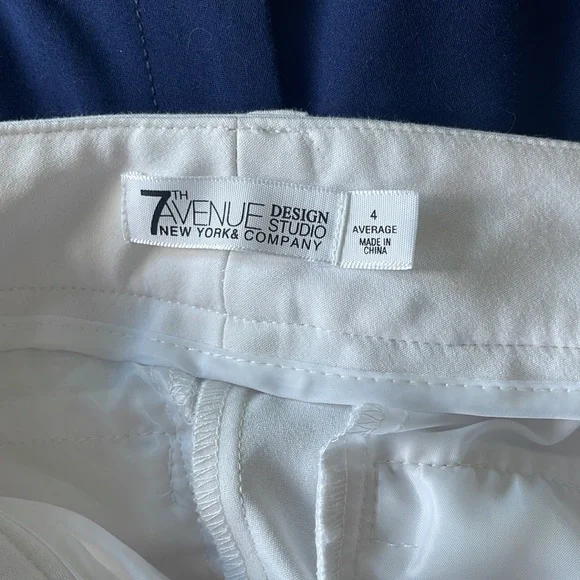 7TH AVENUE DESIGN STUDIO
NEW YORK & COMPANY
4
AVERAGE
MADE IN
CHINA